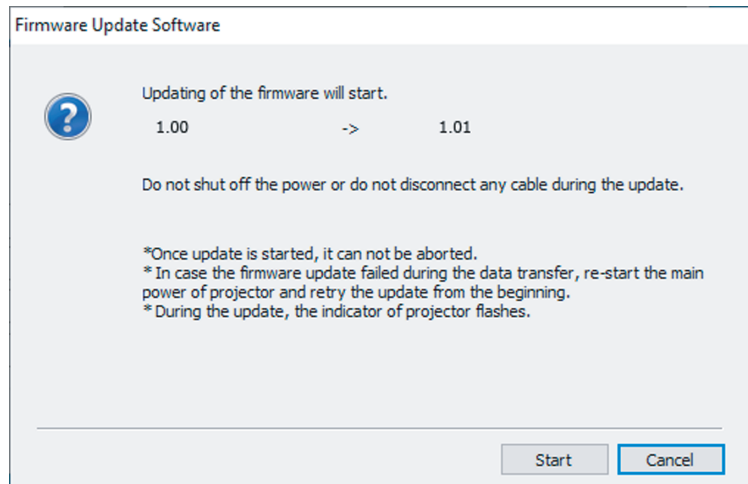 Firmware Update Software
Updating of the firmware will start.
1.00 -> 1.01
Do not shut off the power or do not disconnect any cable during the update.
*Once update is started, it can not be aborted.
* In case the firmware update failed during the data transfer, re-start the main
power of projector and retry the update from the beginning.
* During the update, the indicator of projector flashes.
Start Cancel